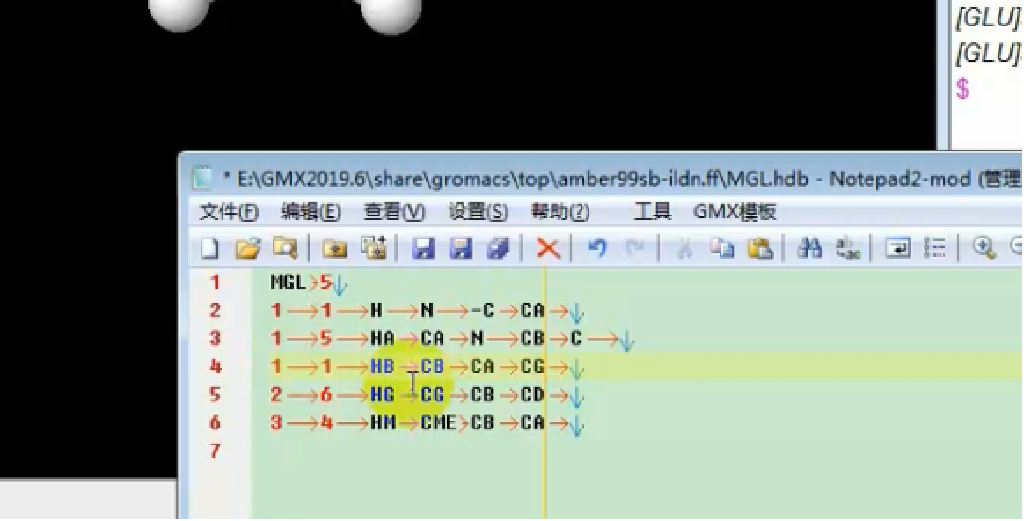 [GLU]
[GLU]
$
* E:\GMX2019.6\share\gromacs\top\amber99sb-ildn.ff\MGL.hdb - Notepad2-mod (管理
文件(F) 编辑(E) 查看(V) 设置(S) 帮助(?) 工具 GMX模板
1 MGL→5↓
2 1→1→H→N→-C→CA→↓
3 1→5→HA→CA→N→CB→C→↓
4 1→1→HB→CB→CA→CG→↓
5 2→6→HG→CG→CB→CD→↓
6 3→4→HM→CME→CB→CA→↓
7